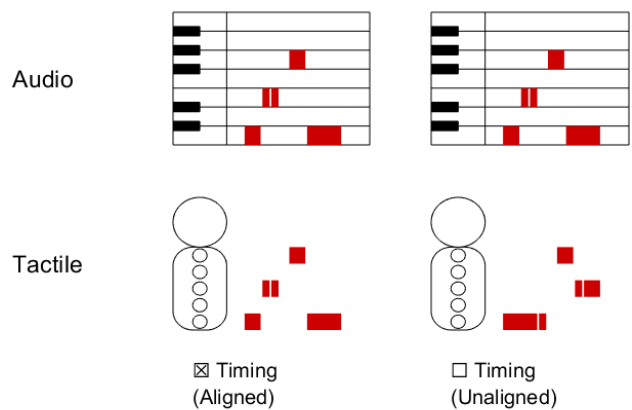 Audio
Tactile
☒ Timing
(Aligned)
☐ Timing
(Unaligned)